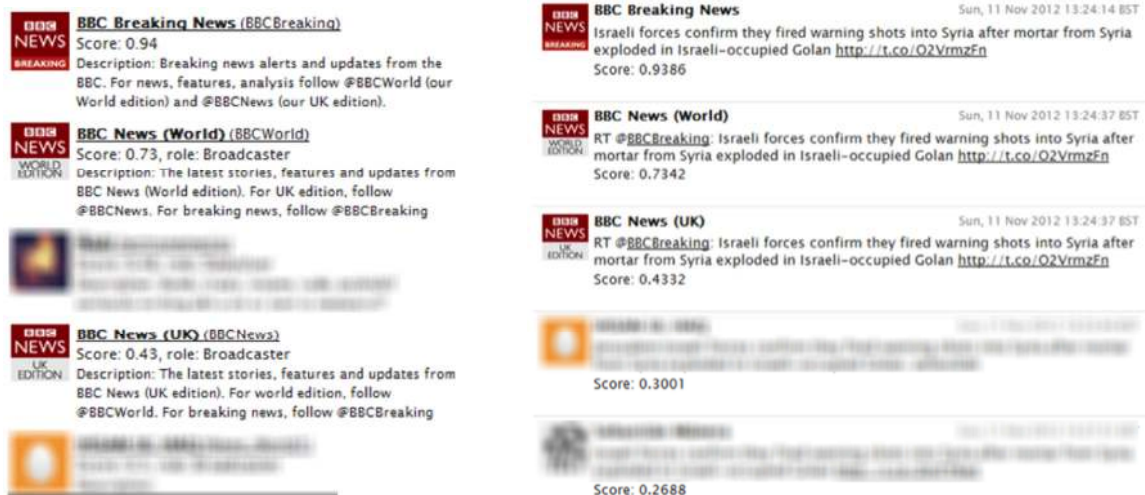 BBC
NEWS
BREAKING
BBC Breaking News (BBCBreaking)
Score: 0.94
Description: Breaking news alerts and updates from the
BBC. For news, features, analysis follow @BBCWorld (our
World edition) and @BBCNews (our UK edition).
BBC
NEWS
WORLD
EDITION
BBC News (World) (BBCWorld)
Score: 0.73, role: Broadcaster
Description: The latest stories, features and updates from
BBC News (World edition). For UK edition, follow
@BBCNews. For breaking news, follow @BBCBreaking
BBC
NEWS
UK
EDITION
BBC News (UK) (BBCNews)
Score: 0.43, role: Broadcaster
Description: The latest stories, features and updates from
BBC News (UK edition). For world edition, follow
@BBCWorld. For breaking news, follow @BBCBreaking
BBC
NEWS
BREAKING
BBC Breaking News Sun, 11 Nov 2012 13:24:14 BST
Israeli forces confirm they fired warning shots into Syria after mortar from Syria
exploded in Israeli-occupied Golan http://t.co/O2VrmzFn
Score: 0.9386
BBC
NEWS
WORLD
EDITION
BBC News (World) Sun, 11 Nov 2012 13:24:37 BST
RT @BBCBreaking: Israeli forces confirm they fired warning shots into Syria after
mortar from Syria exploded in Israeli-occupied Golan http://t.co/O2VrmzFn
Score: 0.7342
BBC
NEWS
UK
EDITION
BBC News (UK) Sun, 11 Nov 2012 13:24:37 BST
RT @BBCBreaking: Israeli forces confirm they fired warning shots into Syria after
mortar from Syria exploded in Israeli-occupied Golan http://t.co/O2VrmzFn
Score: 0.4332
Score: 0.3001
Score: 0.2688